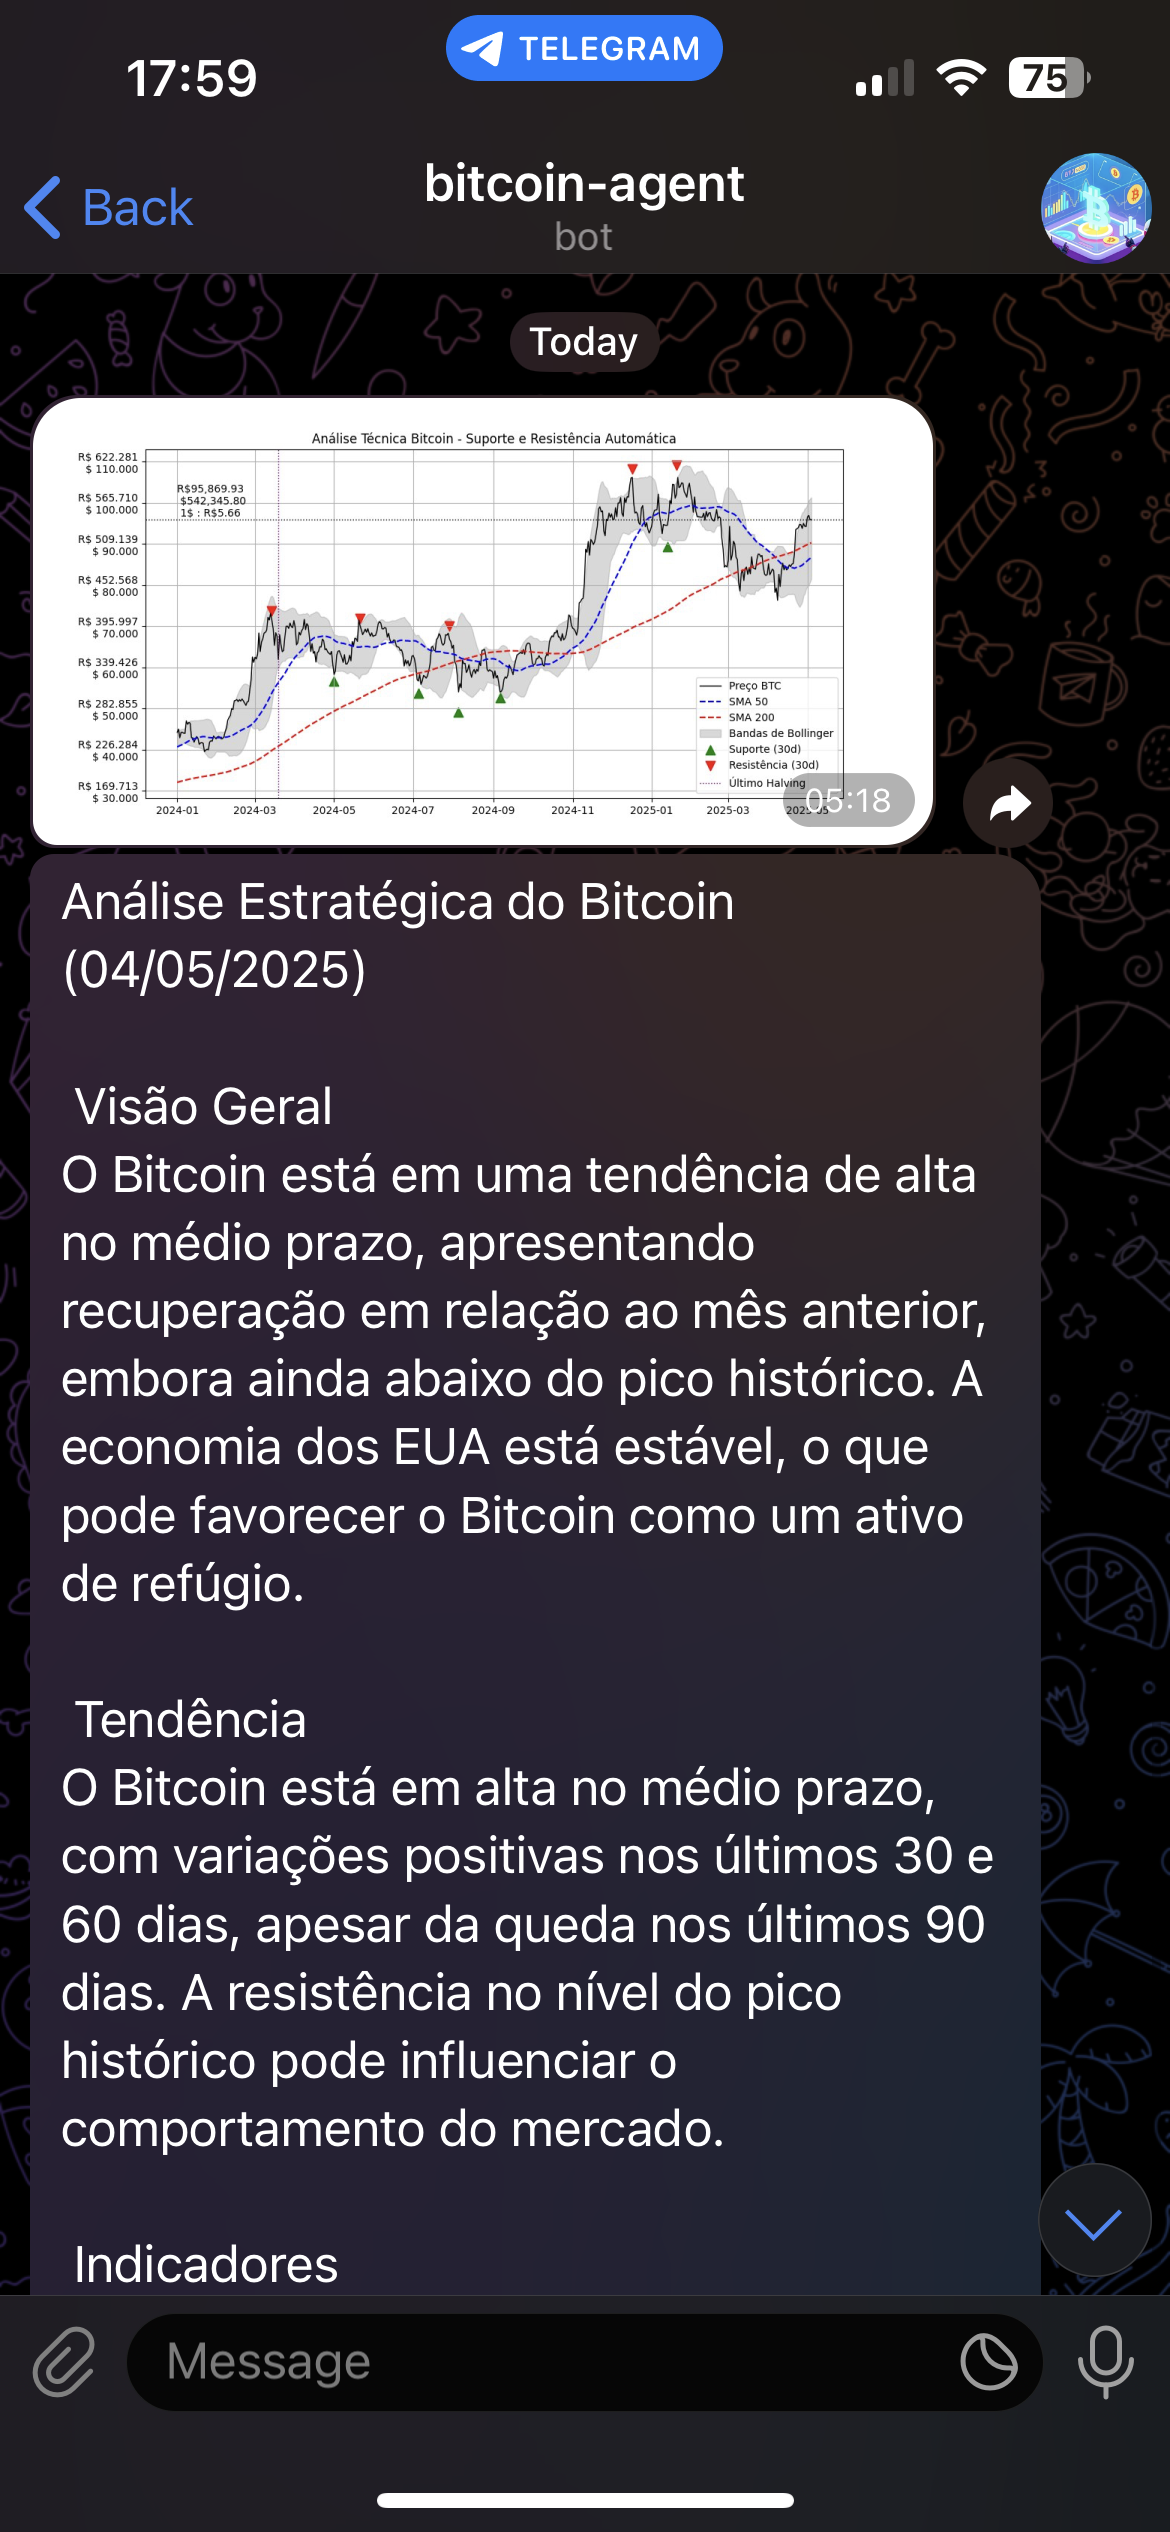 17:59
TELEGRAM
75
Back
bitcoin-agent
bot
Today
Análise Técnica Bitcoin - Suporte e Resistência Automática
R$ 622.281
$ 110.000
R$ 565.710
$ 100.000
R$ 509.139
$ 90.000
R$ 452.568
$ 80.000
R$ 395.997
$ 70.000
R$ 339.426
$ 60.000
R$ 282.855
$ 50.000
R$ 226.284
$ 40.000
R$ 169.713
$ 30.000
R$95,869.93
$542,345.80
1$ : R$5.66
Preço BTC
SMA 50
SMA 200
Bandas de Bollinger
Suporte (30d)
Resistência (30d)
Último Halving
2024-01 2024-03 2024-05 2024-07 2024-09 2024-11 2025-01 2025-03 2025-05
05:18
Análise Estratégica do Bitcoin
(04/05/2025)
Visão Geral
O Bitcoin está em uma tendência de alta
no médio prazo, apresentando
recuperação em relação ao mês anterior,
embora ainda abaixo do pico histórico. A
economia dos EUA está estável, o que
pode favorecer o Bitcoin como um ativo
de refúgio.
Tendência
O Bitcoin está em alta no médio prazo,
com variações positivas nos últimos 30 e
60 dias, apesar da queda nos últimos 90
dias. A resistência no nível do pico
histórico pode influenciar o
comportamento do mercado.
Indicadores
Message